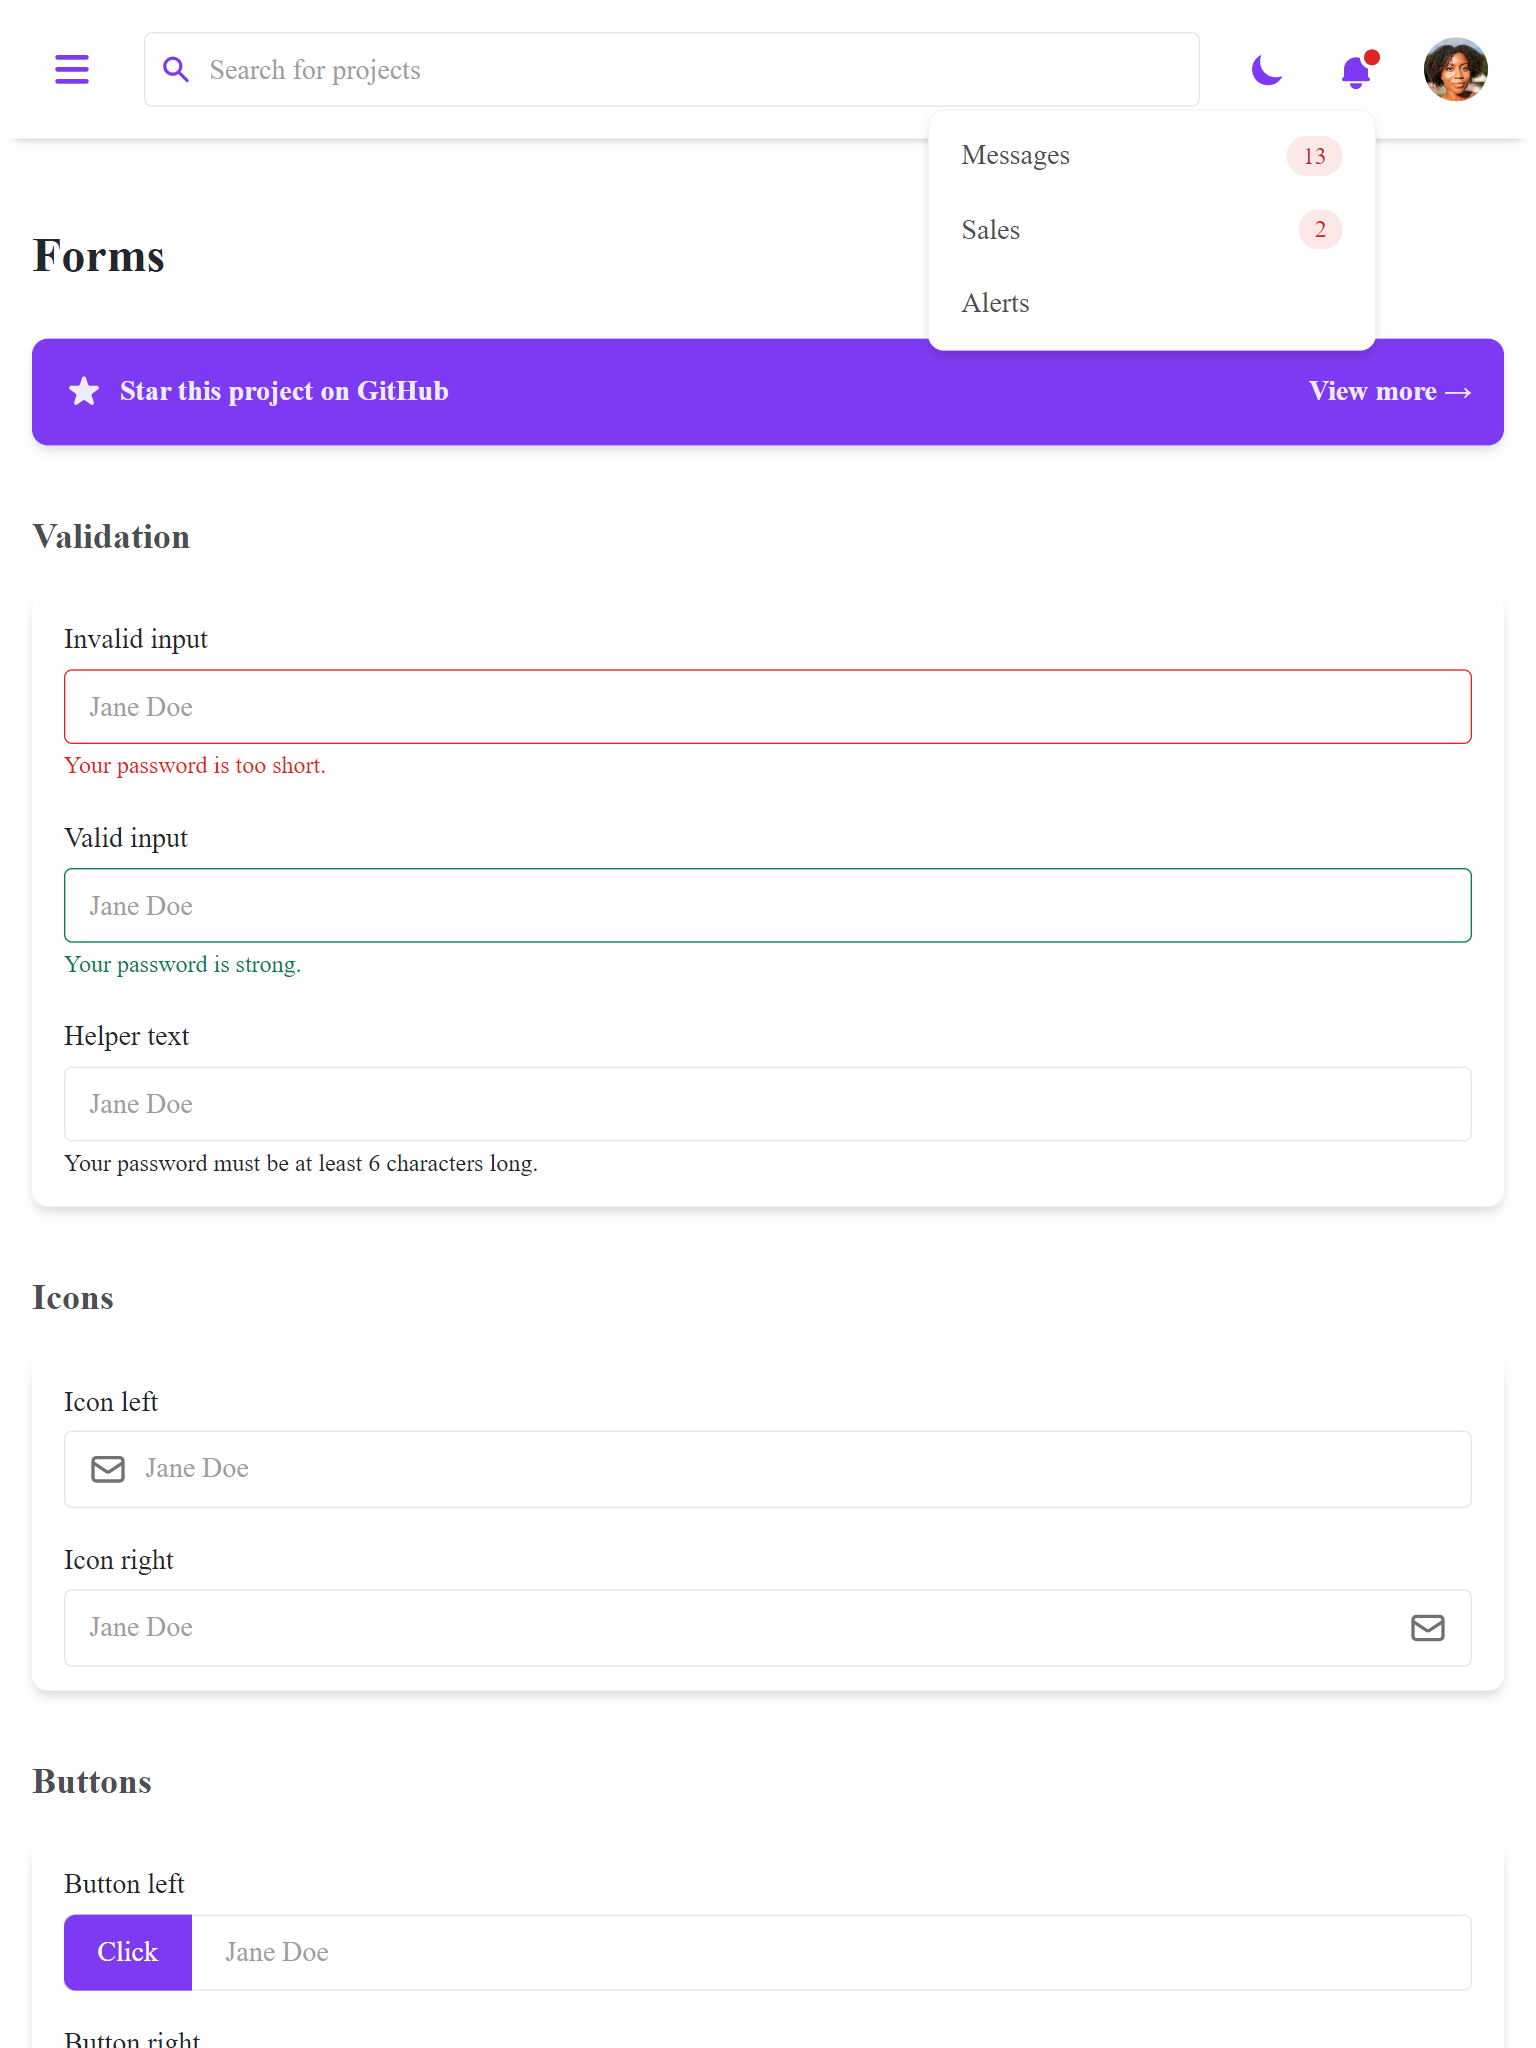 Search for projects
Messages 13
Sales 2
Alerts
Forms
Star this project on GitHub View more →
Validation
Invalid input
Jane Doe
Your password is too short.
Valid input
Jane Doe
Your password is strong.
Helper text
Jane Doe
Your password must be at least 6 characters long.
Icons
Icon left
Jane Doe
Icon right
Jane Doe
Buttons
Button left
Click Jane Doe
Button right